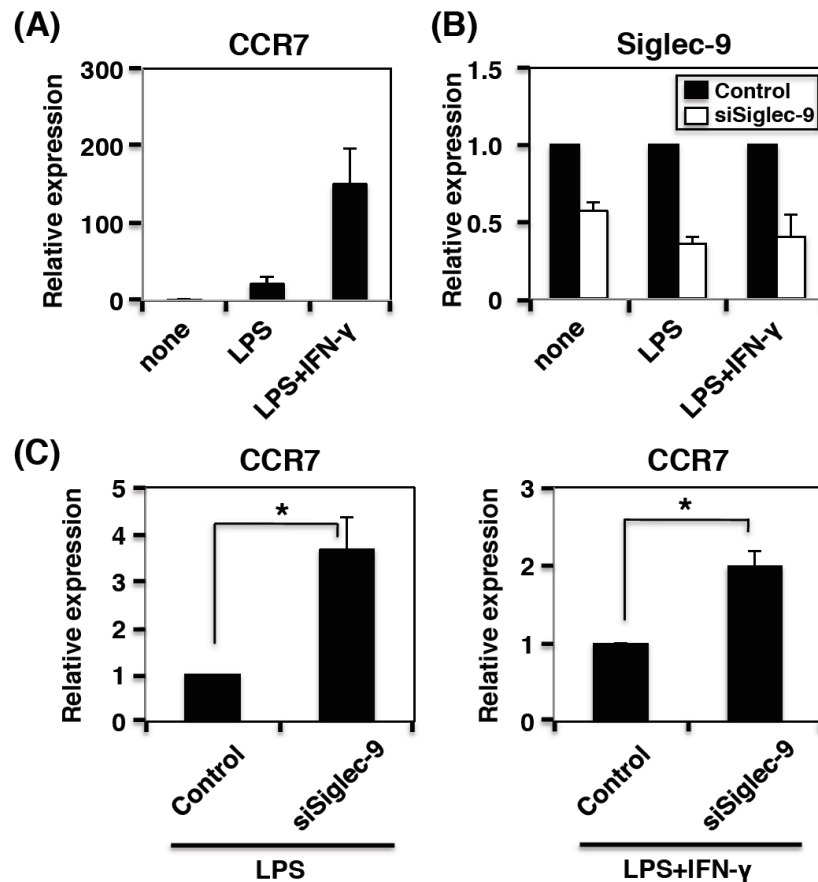 (A)
CCR7
Relative expression
300
200
100
0
none
LPS
LPS+IFN-γ
(B)
Siglec-9
Relative expression
1.5
1.0
0.5
0
Control
siSiglec-9
none
LPS
LPS+IFN-γ
(C)
CCR7
Relative expression
5
4
3
2
1
0
*
Control
siSiglec-9
LPS
CCR7
Relative expression
3
2
1
0
*
Control
siSiglec-9
LPS+IFN-γ